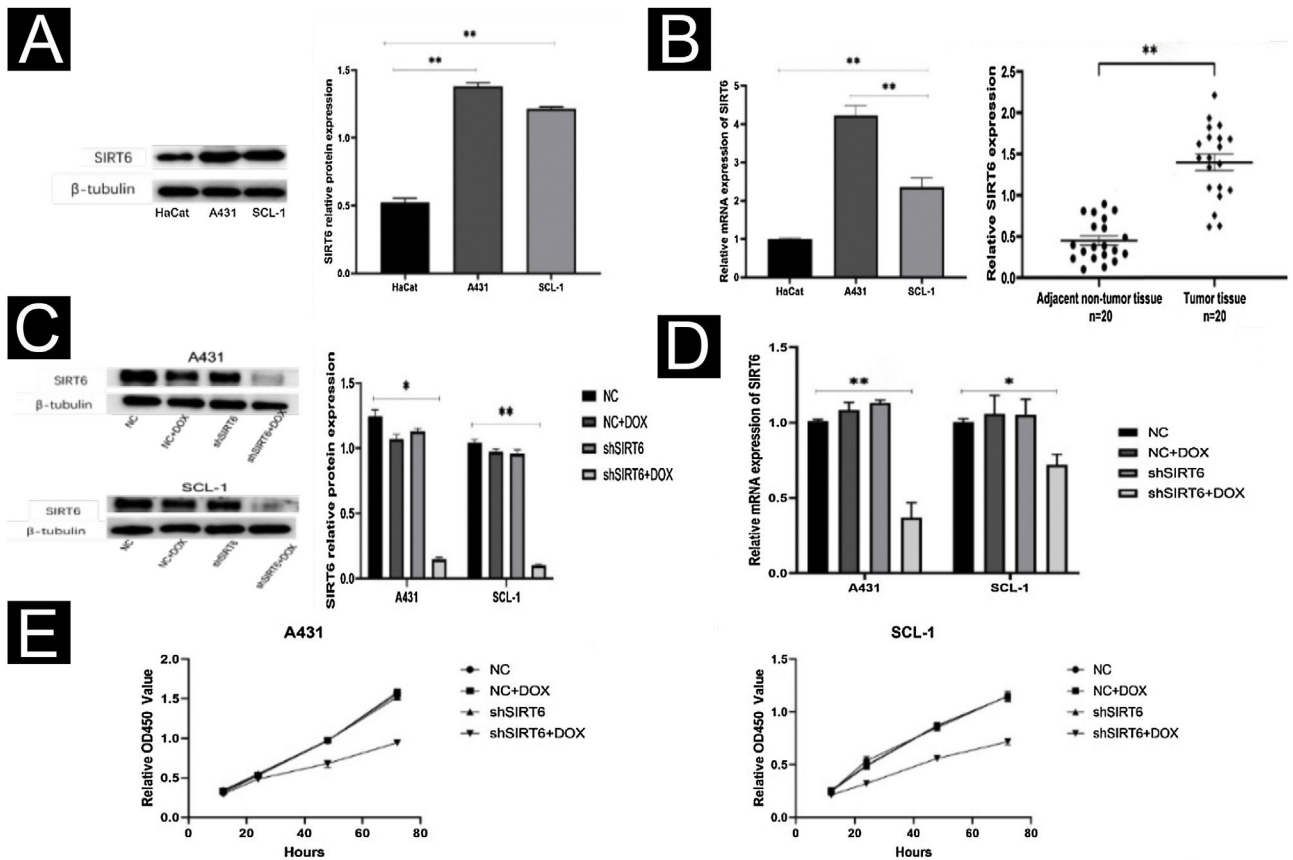 A
SIRT6
β-tubulin
HaCat A431 SCL-1
SIRT6 relative protein expression
1.5
1.0
0.5
0.0
**
**
HaCat A431 SCL-1
B
Relative mRNA expression of SIRT6
5
4
3
2
1
0
**
**
HaCat A431 SCL-1
Relative SIRT6 expression
2.5
2.0
1.5
1.0
0.5
0.0
**
Adjacent non-tumor tissue Tumor tissue
n=20 n=20
C
A431
SIRT6
β-tubulin
NC NC+DOX shSIRT6 shSIRT6+DOX
SCL-1
SIRT6
β-tubulin
NC NC+DOX shSIRT6 shSIRT6+DOX
SIRT6 relative protein expression
1.5
1.0
0.5
0.0
*
**
A431 SCL-1
NC
NC+DOX
shSIRT6
shSIRT6+DOX
D
Relative mRNA expression of SIRT6
1.5
1.0
0.5
0.0
**
*
A431 SCL-1
NC
NC+DOX
shSIRT6
shSIRT6+DOX
E
A431
Relative OD450 Value
2.0
1.5
1.0
0.5
0.0
0 20 40 60 80
Hours
NC
NC+DOX
shSIRT6
shSIRT6+DOX
SCL-1
Relative OD450 Value
1.5
1.0
0.5
0.0
0 20 40 60 80
Hours
NC
NC+DOX
shSIRT6
shSIRT6+DOX